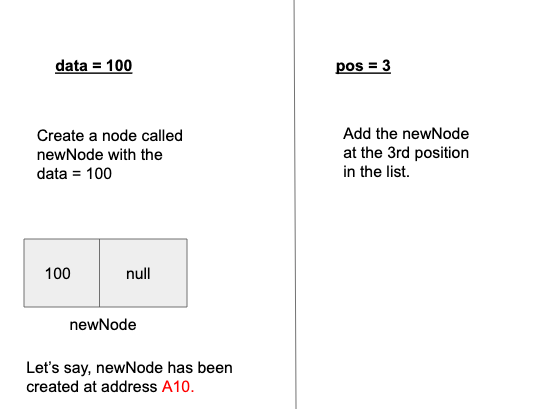 data = 100
Create a node called
newNode with the
data = 100
100
null
newNode
Let’s say, newNode has been
created at address A10.
pos = 3
Add the newNode
at the 3rd position
in the list.